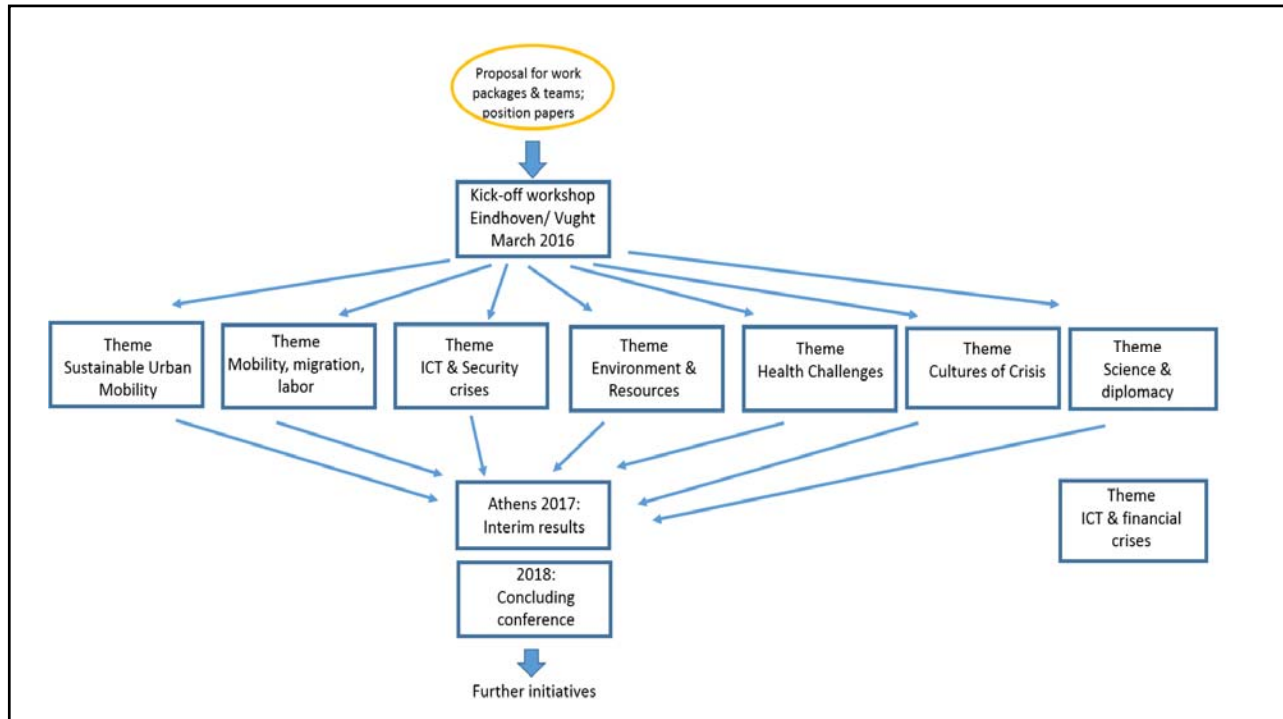 Proposal for work
packages & teams;
position papers
Kick-off workshop
Eindhoven/ Vught
March 2016
Theme
Sustainable Urban
Mobility
Theme
Mobility, migration,
labor
Theme
ICT & Security
crises
Theme
Environment &
Resources
Theme
Health Challenges
Theme
Cultures of Crisis
Theme
Science &
diplomacy
Athens 2017:
Interim results
Theme
ICT & financial
crises
2018:
Concluding
conference
Further initiatives